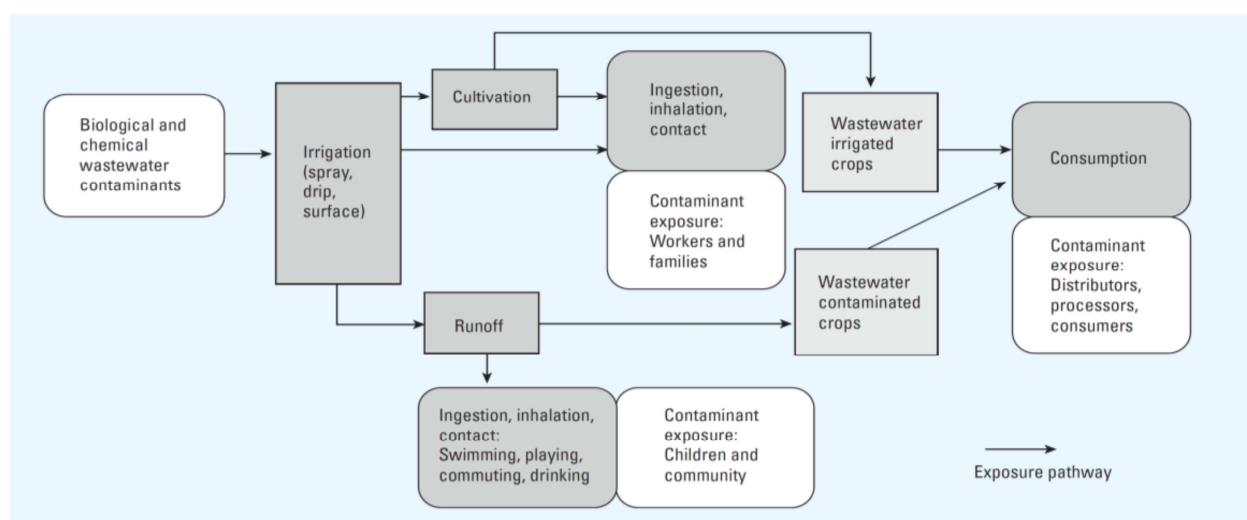 Biological and
chemical
wastewater
contaminants
Irrigation
(spray,
drip,
surface)
Cultivation
Ingestion,
inhalation,
contact
Contaminant
exposure:
Workers and
families
Wastewater
irrigated
crops
Consumption
Contaminant
exposure:
Distributors,
processors,
consumers
Wastewater
contaminated
crops
Runoff
Ingestion, inhalation,
contact:
Swimming, playing,
commuting, drinking
Contaminant
exposure:
Children and
community
Exposure pathway